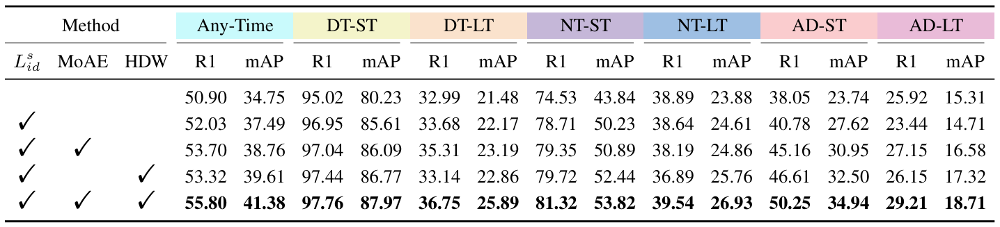 Method Any-Time DT-ST DT-LT NT-ST NT-LT AD-ST AD-LT
L^s_{id} MoAE HDW R1 mAP R1 mAP R1 mAP R1 mAP R1 mAP R1 mAP R1 mAP
50.90 34.75 95.02 80.23 32.99 21.48 74.53 43.84 38.89 23.88 38.05 23.74 25.92 15.31
✓ 52.03 37.49 96.95 85.61 33.68 22.17 78.71 50.23 38.64 24.61 40.78 27.62 23.44 14.71
✓ ✓ 53.70 38.76 97.04 86.09 35.31 23.19 79.35 50.89 38.19 24.86 45.16 30.95 27.15 16.58
✓ ✓ 53.32 39.61 97.44 86.77 33.14 22.86 79.72 52.44 36.89 25.76 46.61 32.50 26.15 17.32
✓ ✓ ✓ 55.80 41.38 97.76 87.97 36.75 25.89 81.32 53.82 39.54 26.93 50.25 34.94 29.21 18.71